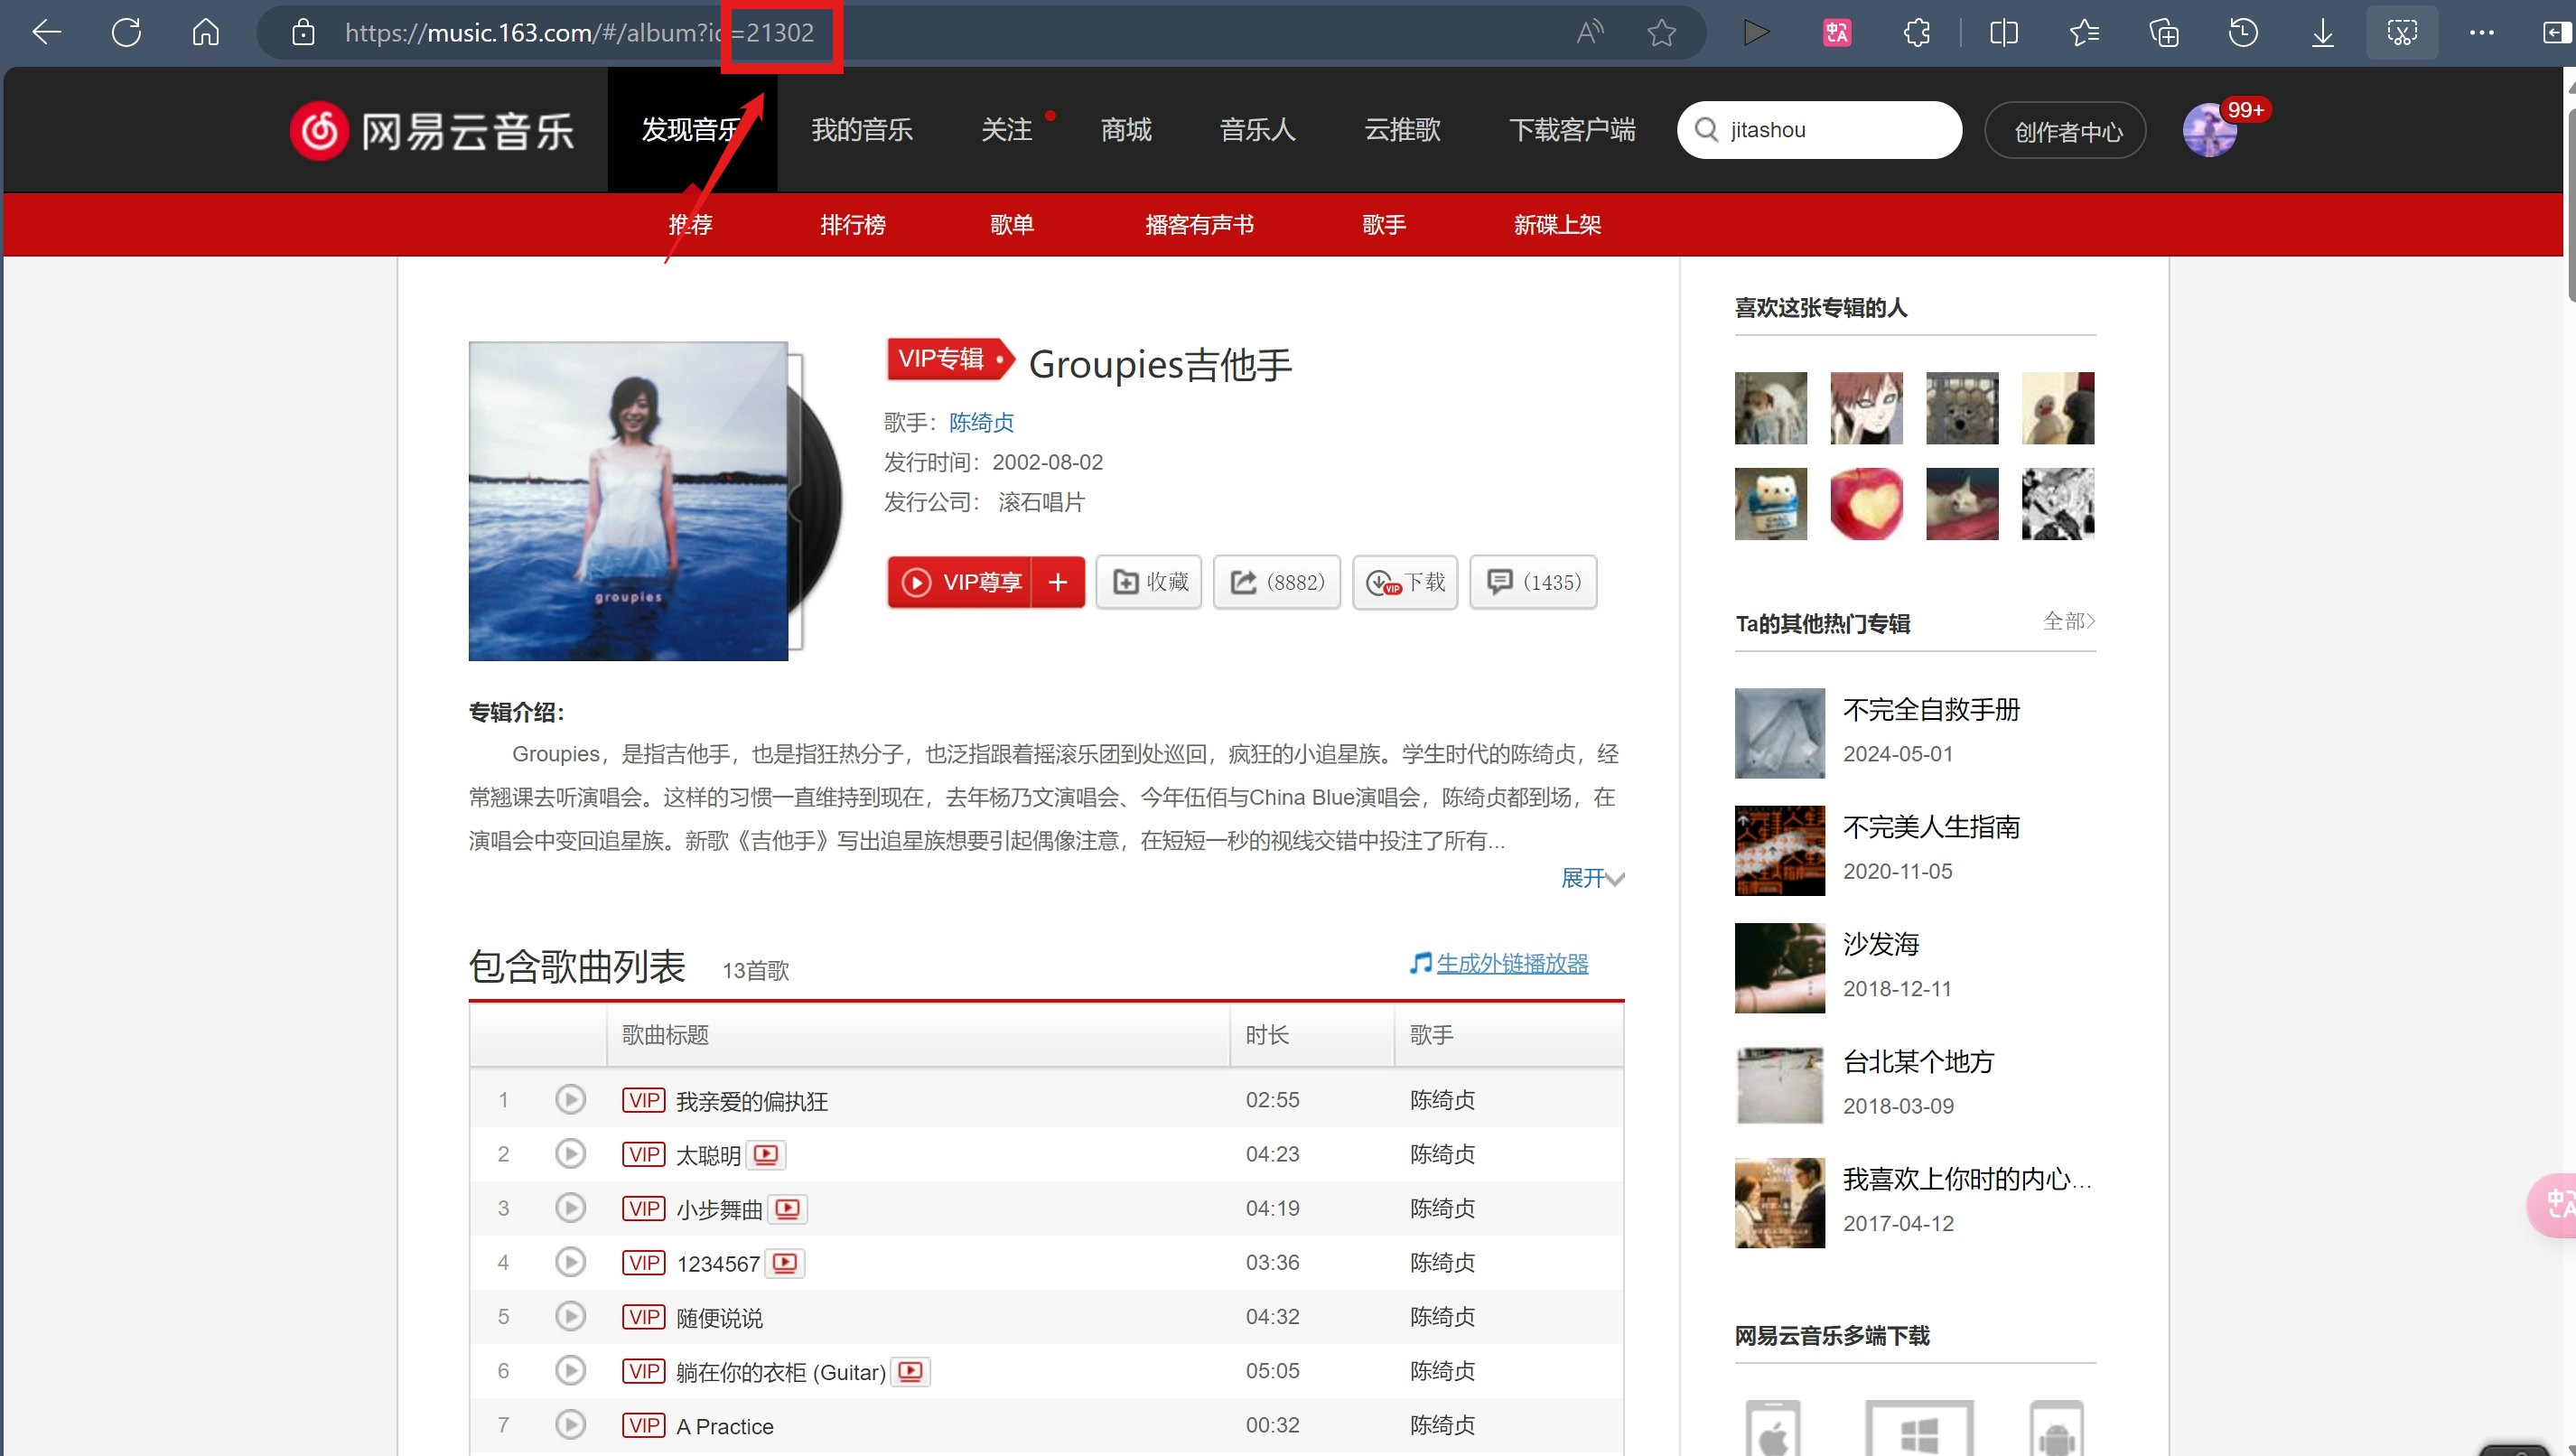 https://music.163.com/#/album?id=21302
网易云音乐
发现音乐
我的音乐
关注
商城
音乐人
云推歌
下载客户端
jitashou
创作者中心
99+
推荐
排行榜
歌单
播客有声书
歌手
新碟上架
groupies
VIP专辑
Groupies吉他手
歌手：陈绮贞
发行时间：2002-08-02
发行公司： 滚石唱片
VIP尊享
收藏
(8882)
下载
(1435)
专辑介绍：
Groupies，是指吉他手，也是指狂热分子，也泛指跟着摇滚乐团到处巡回，疯狂的小追星族。学生时代的陈绮贞，经
常翘课去听演唱会。这样的习惯一直维持到现在，去年杨乃文演唱会、今年伍佰与China Blue演唱会，陈绮贞都到场，在
演唱会中变回追星族。新歌《吉他手》写出追星族想要引起偶像注意，在短短一秒的视线交错中投注了所有...
展开
包含歌曲列表 13首歌
生成外链播放器
歌曲标题 时长 歌手
1 VIP 我亲爱的偏执狂 02:55 陈绮贞
2 VIP 太聪明 04:23 陈绮贞
3 VIP 小步舞曲 04:19 陈绮贞
4 VIP 1234567 03:36 陈绮贞
5 VIP 随便说说 04:32 陈绮贞
6 VIP 躺在你的衣柜 (Guitar) 05:05 陈绮贞
7 VIP A Practice 00:32 陈绮贞
喜欢这张专辑的人
Ta的其他热门专辑
全部>
不完全自救手册
2024-05-01
不完美人生指南
2020-11-05
沙发海
2018-12-11
台北某个地方
2018-03-09
我喜欢上你时的内心...
2017-04-12
网易云音乐多端下载